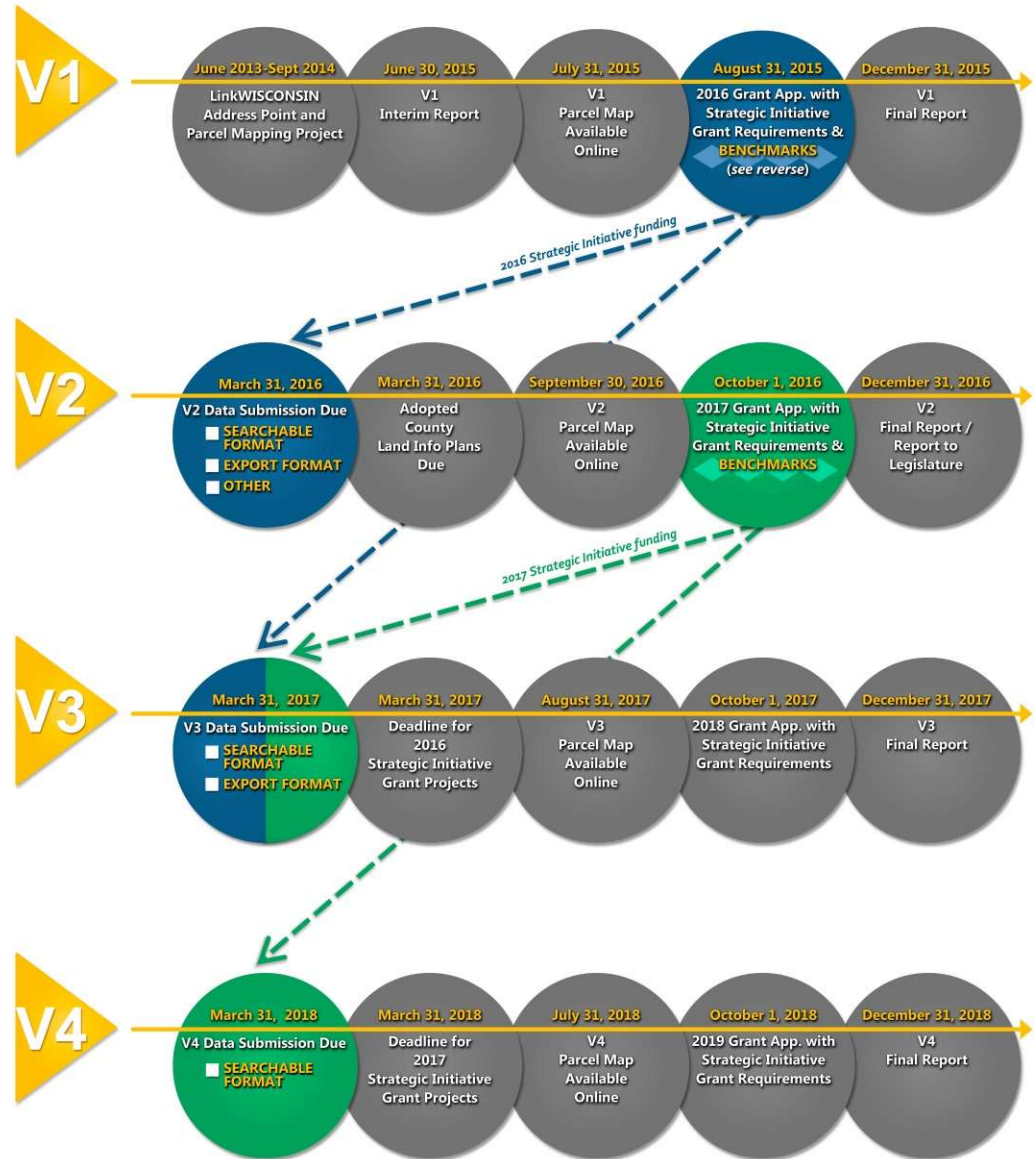 V1
June 2013-Sept 2014
LinkWISCONSIN
Address Point and
Parcel Mapping Project
June 30, 2015
V1
Interim Report
July 31, 2015
V1
Parcel Map
Available
Online
August 31, 2015
2016 Grant App. with
Strategic Initiative
Grant Requirements &
BENCHMARKS
(see reverse)
December 31, 2015
V1
Final Report
2016 Strategic Initiative funding
V2
March 31, 2016
V2 Data Submission Due
SEARCHABLE
FORMAT
EXPORT FORMAT
OTHER
March 31, 2016
Adopted
County
Land Info Plans
Due
September 30, 2016
V2
Parcel Map
Available
Online
October 1, 2016
2017 Grant App. with
Strategic Initiative
Grant Requirements &
BENCHMARKS
December 31, 2016
V2
Final Report /
Report to
Legislature
2017 Strategic Initiative funding
V3
March 31, 2017
V3 Data Submission Due
SEARCHABLE
FORMAT
EXPORT FORMAT
March 31, 2017
Deadline for
2016
Strategic Initiative
Grant Projects
August 31, 2017
V3
Parcel Map
Available
Online
October 1, 2017
2018 Grant App. with
Strategic Initiative
Grant Requirements
December 31, 2017
V3
Final Report
V4
March 31, 2018
V4 Data Submission Due
SEARCHABLE
FORMAT
March 31, 2018
Deadline for
2017
Strategic Initiative
Grant Projects
July 31, 2018
V4
Parcel Map
Available
Online
October 1, 2018
2019 Grant App. with
Strategic Initiative
Grant Requirements
December 31, 2018
V4
Final Report